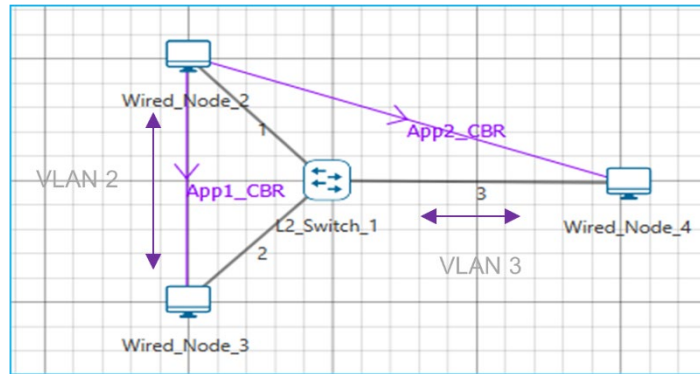 Wired_Node_2
1
App2_CBR
VLAN 2
App1_CBR
L2_Switch_1
3
Wired_Node_4
2
VLAN 3
Wired_Node_3